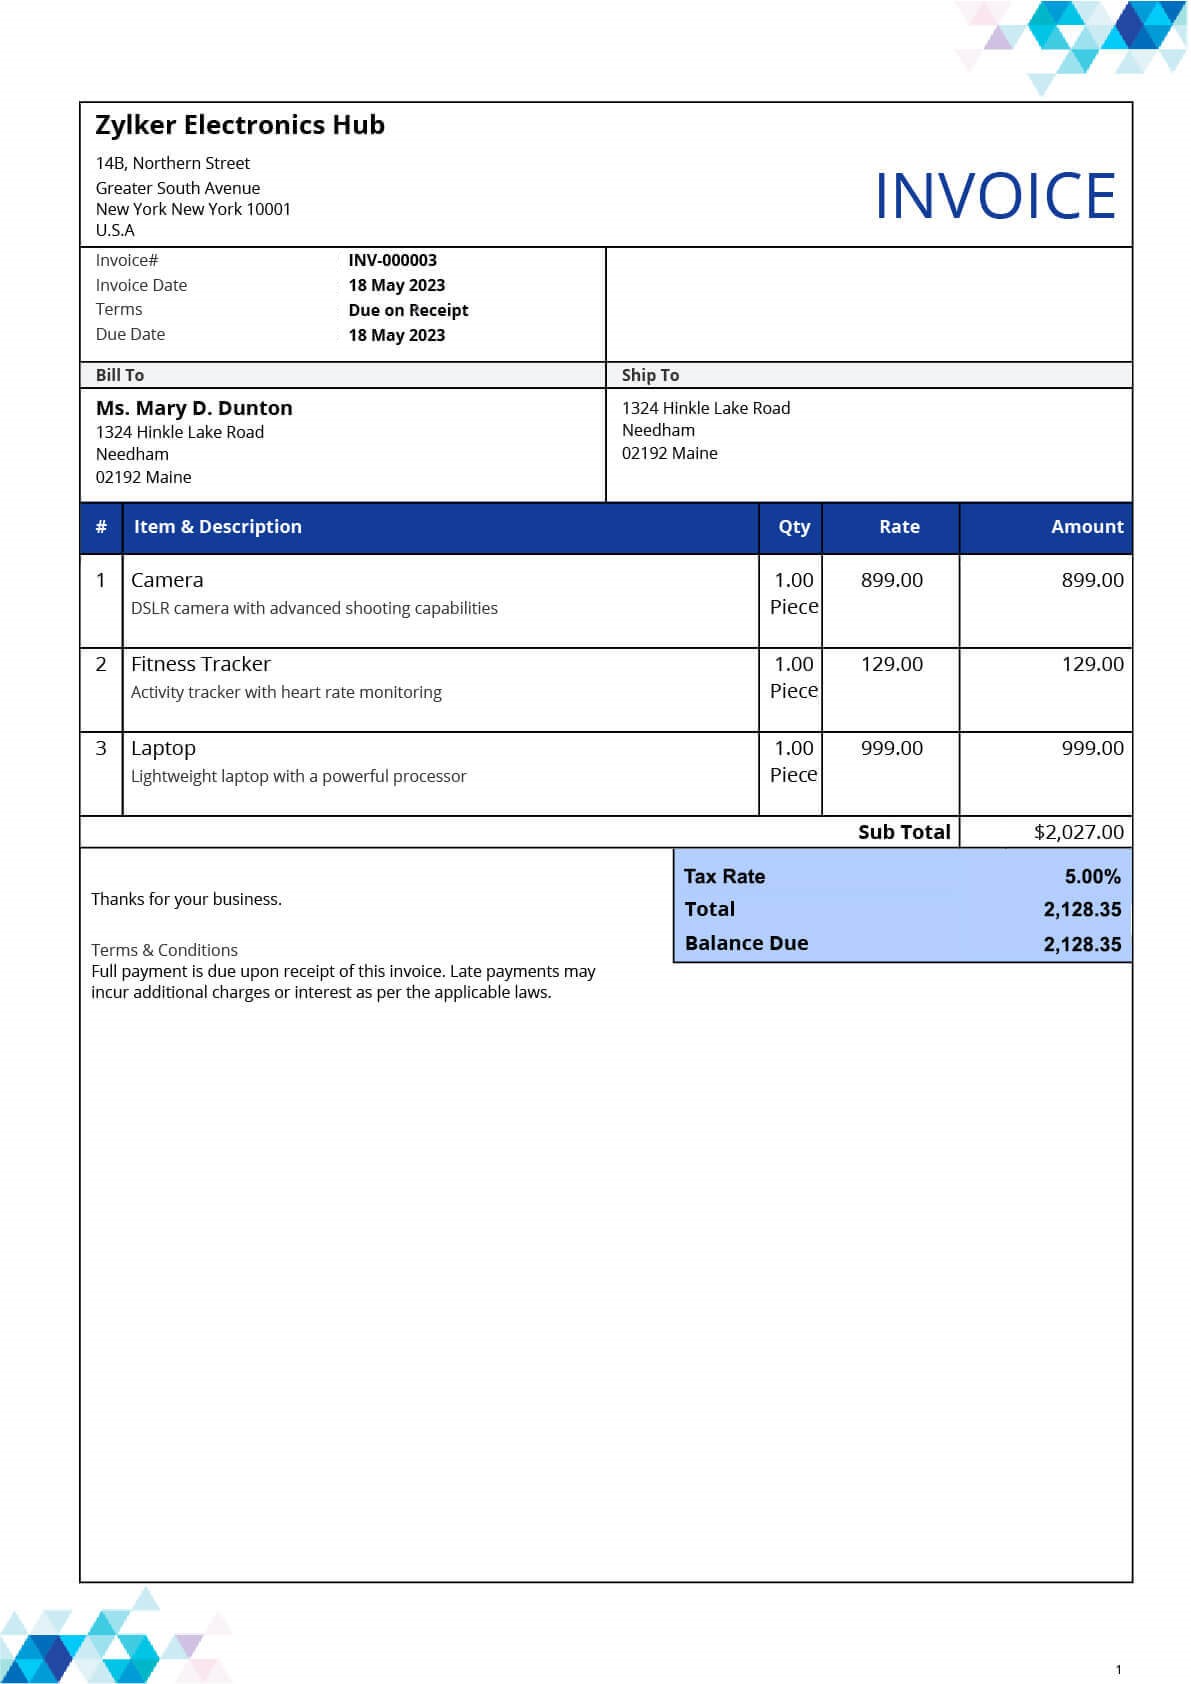 Zylker Electronics Hub
14B, Northern Street
Greater South Avenue
New York New York 10001
U.S.A
INVOICE
Invoice# INV-000003
Invoice Date 18 May 2023
Terms Due on Receipt
Due Date 18 May 2023
Bill To
Ms. Mary D. Dunton
1324 Hinkle Lake Road
Needham
02192 Maine
Ship To
1324 Hinkle Lake Road
Needham
02192 Maine
# Item & Description Qty Rate Amount
1 Camera 1.00 899.00 899.00
DSLR camera with advanced shooting capabilities Piece
2 Fitness Tracker 1.00 129.00 129.00
Activity tracker with heart rate monitoring Piece
3 Laptop 1.00 999.00 999.00
Lightweight laptop with a powerful processor Piece
Sub Total $2,027.00
Tax Rate 5.00%
Total 2,128.35
Balance Due 2,128.35
Thanks for your business.
Terms & Conditions
Full payment is due upon receipt of this invoice. Late payments may
incur additional charges or interest as per the applicable laws.
1